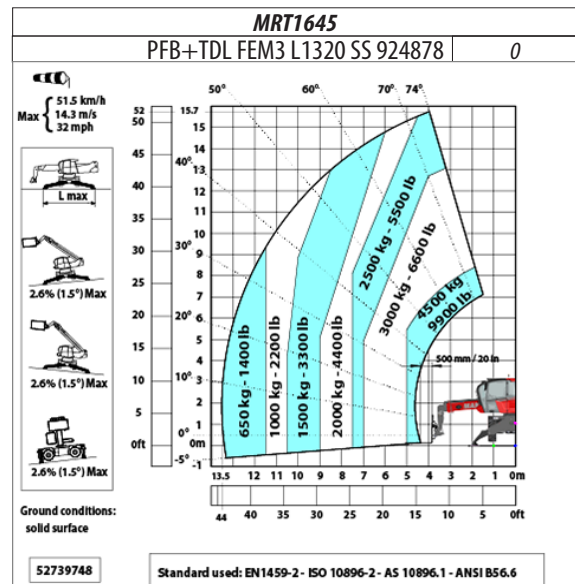 MRT1645
PFB+TDL FEM3 L1320 SS 924878 0
Max { 51.5 km/h
14.3 m/s
32 mph
L max
2.6% (1.5°) Max
2.6% (1.5°) Max
2.6% (1.5°) Max
Ground conditions:
solid surface
52739748
50° 60° 70° 74°
40°
30°
20°
10°
0°
-5°
52 15.7
50 15
14
45
13
40 12
11
35
10
30 9
8
25
7
20 6
5
15
4
10 3
2
5
1
0ft 0m
-1
650 kg - 1400 lb
1000 kg - 2200 lb
1500 kg - 3300 lb
2000 kg - 4400 lb
2500 kg - 5500 lb
3000 kg - 6600 lb
4500 kg
9900 lb
500 mm / 20 in
13.5 12 11 10 9 8 7 6 5 4 3 2 1 0m
44 40 35 30 25 20 15 10 5 0ft
Standard used: EN1459-2 - ISO 10896-2 - AS 10896.1 - ANSI B56.6